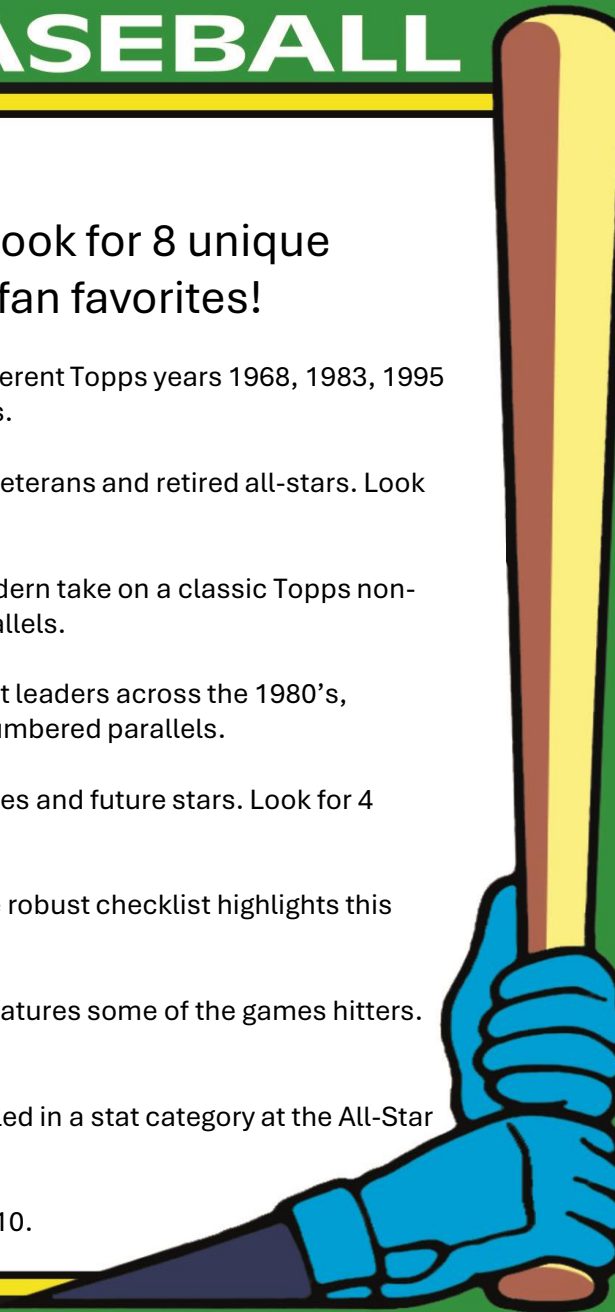 ASEBALL
ook for 8 unique
fan favorites!
erent Topps years 1968, 1983, 1995
s.
eterans and retired all-stars. Look
dern take on a classic Topps non-
allels.
t leaders across the 1980's,
umbered parallels.
es and future stars. Look for 4
robust checklist highlights this
atures some of the games hitters.
led in a stat category at the All-Star
10.